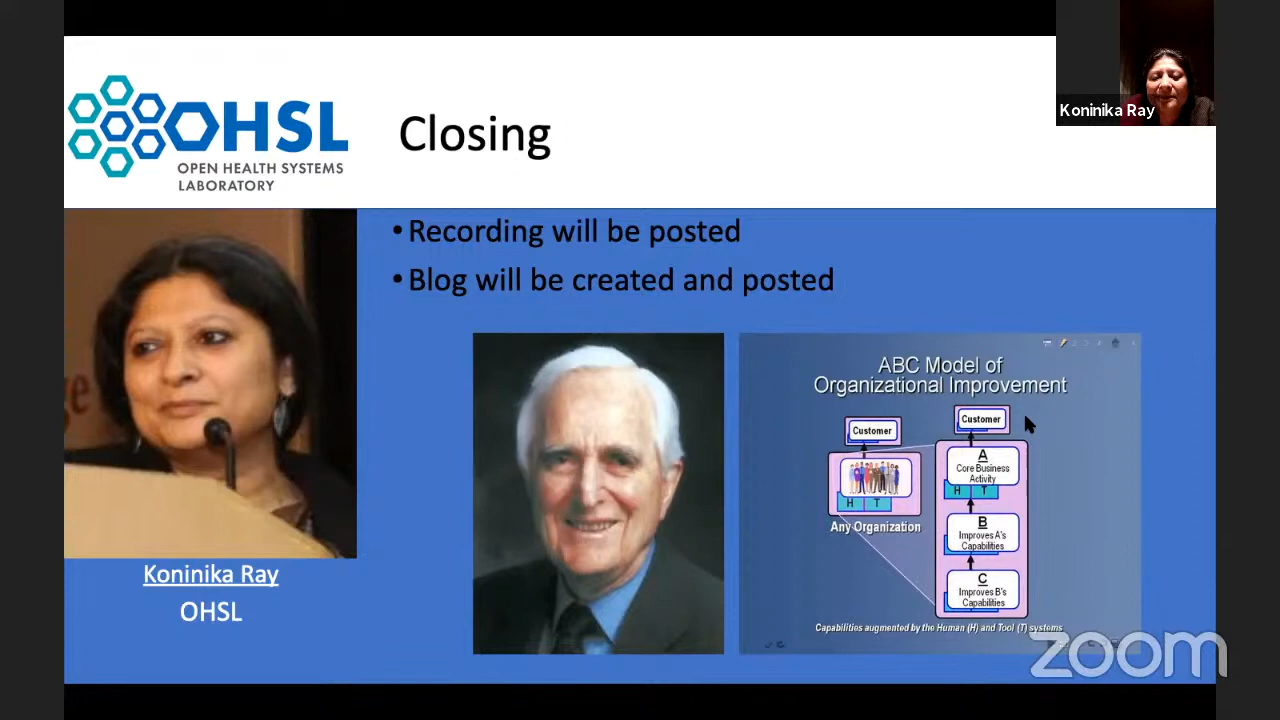 Koninika Ray
OHSL
OPEN HEALTH SYSTEMS
LABORATORY
Closing
• Recording will be posted
• Blog will be created and posted
Koninika Ray
OHSL
ABC Model of
Organizational Improvement
Customer
H T
Any Organization
Customer
A
Core Business
Activity
H T
B
Improves A's
Capabilities
C
Improves B's
Capabilities
Capabilities augmented by the Human (H) and Tool (T) systems
zoom